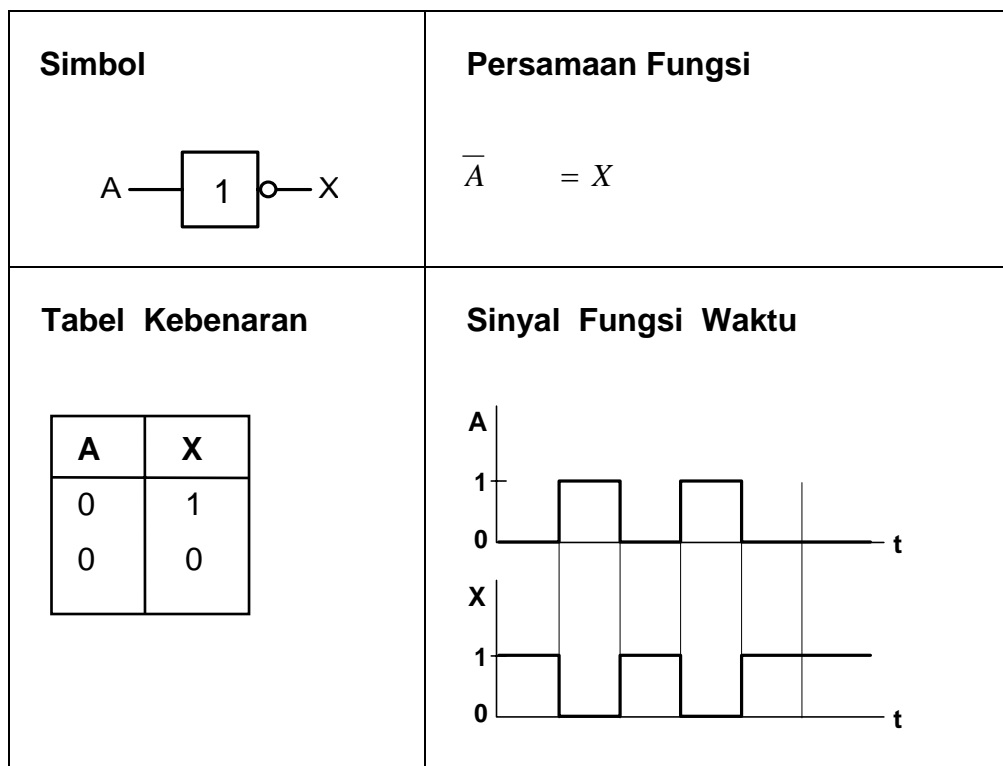 Simbol
Persamaan Fungsi
A 1 X
A̅ = X
Tabel Kebenaran
Sinyal Fungsi Waktu
A X
0 1
0 0
A
1
0 t
X
1
0 t